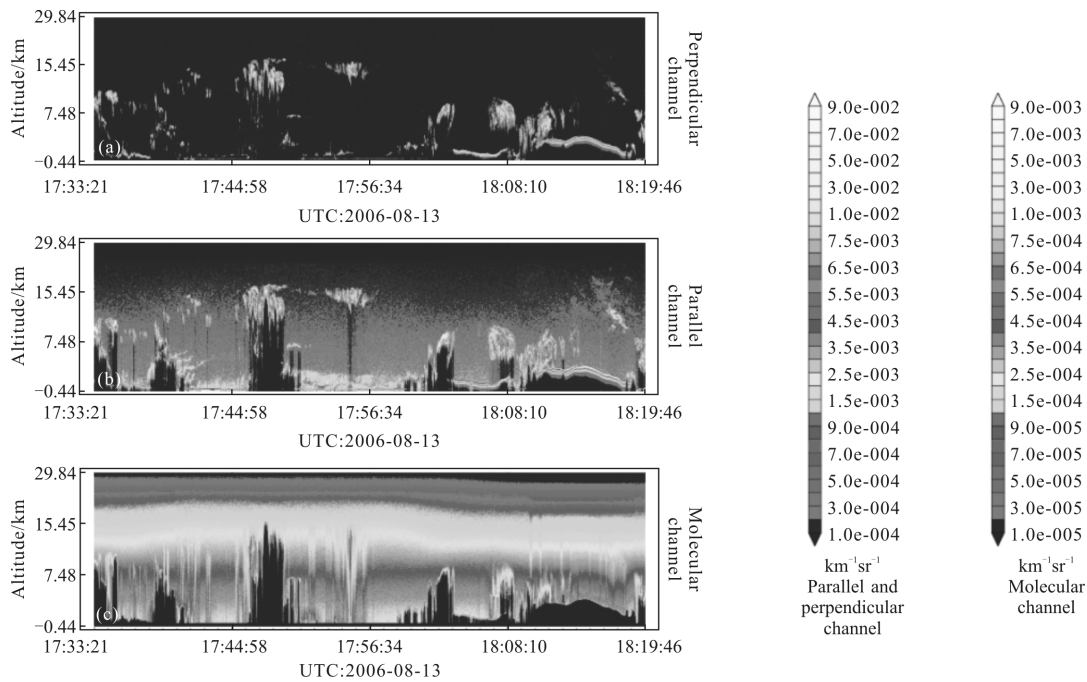 29.84
15.45
7.48
−0.44
Altitude/km
(a)
Perpendicular
channel
17:33:21
17:44:58
17:56:34
18:08:10
18:19:46
UTC:2006-08-13
29.84
15.45
7.48
−0.44
Altitude/km
(b)
Parallel
channel
17:33:21
17:44:58
17:56:34
18:08:10
18:19:46
UTC:2006-08-13
29.84
15.45
7.48
−0.44
Altitude/km
(c)
Molecular
channel
17:33:21
17:44:58
17:56:34
18:08:10
18:19:46
UTC:2006-08-13
9.0e-002
7.0e-002
5.0e-002
3.0e-002
1.0e-002
7.5e-003
6.5e-003
5.5e-003
4.5e-003
3.5e-003
2.5e-003
1.5e-003
9.0e-004
7.0e-004
5.0e-004
3.0e-004
1.0e-004
km⁻¹sr⁻¹
Parallel and
perpendicular
channel
9.0e-003
7.0e-003
5.0e-003
3.0e-003
1.0e-003
7.5e-004
6.5e-004
5.5e-004
4.5e-004
3.5e-004
2.5e-004
1.5e-004
9.0e-005
7.0e-005
5.0e-005
3.0e-005
1.0e-005
km⁻¹sr⁻¹
Molecular
channel